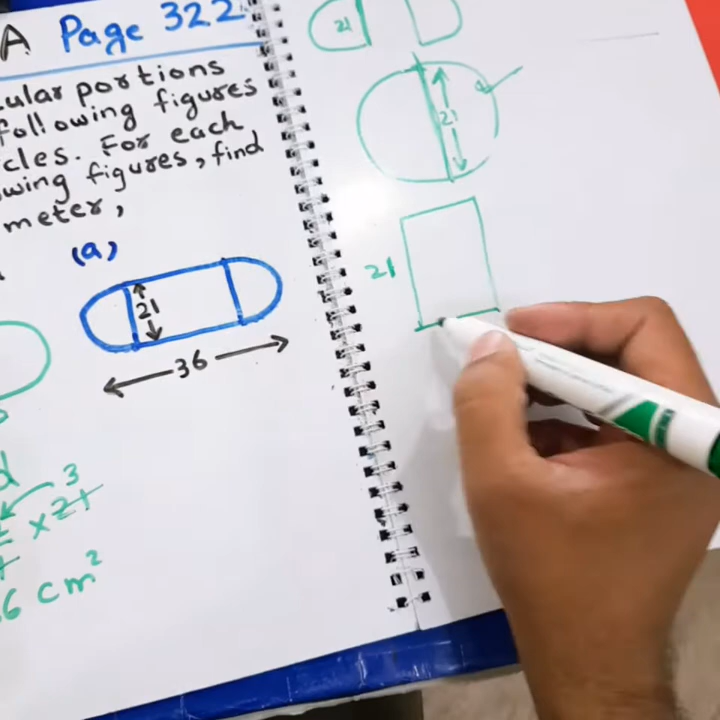 A Page 322
ular portions
following figures
cles. For each
wing figures, find
meter,
(a)
21
36
3
× 21
6 cm²
21
21
21